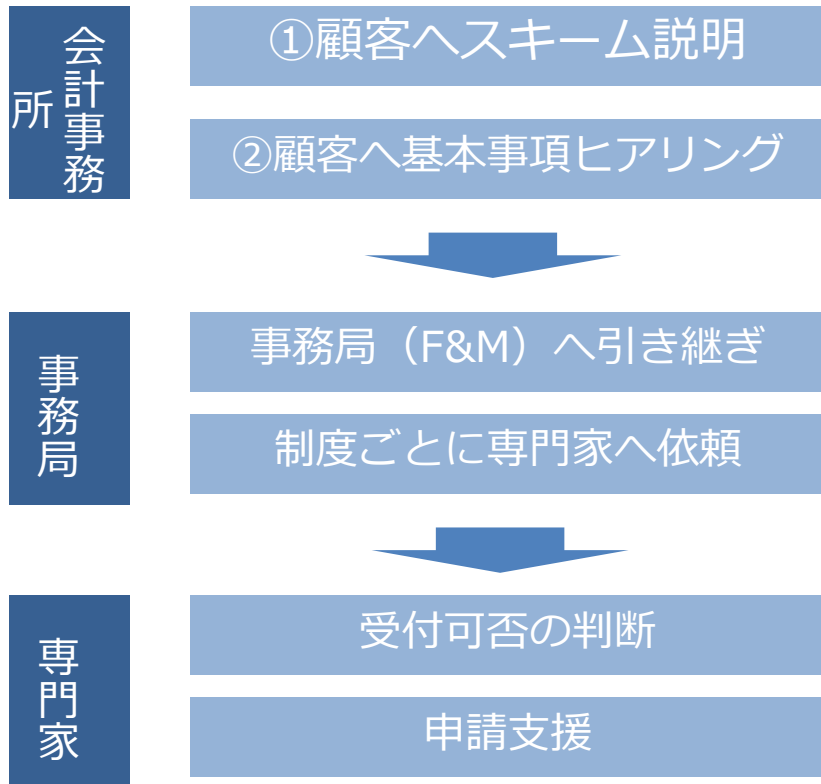 会計事務所
①顧客へスキーム説明
②顧客へ基本事項ヒアリング
事務局
事務局（F&M）へ引き継ぎ
制度ごとに専門家へ依頼
専門家
受付可否の判断
申請支援